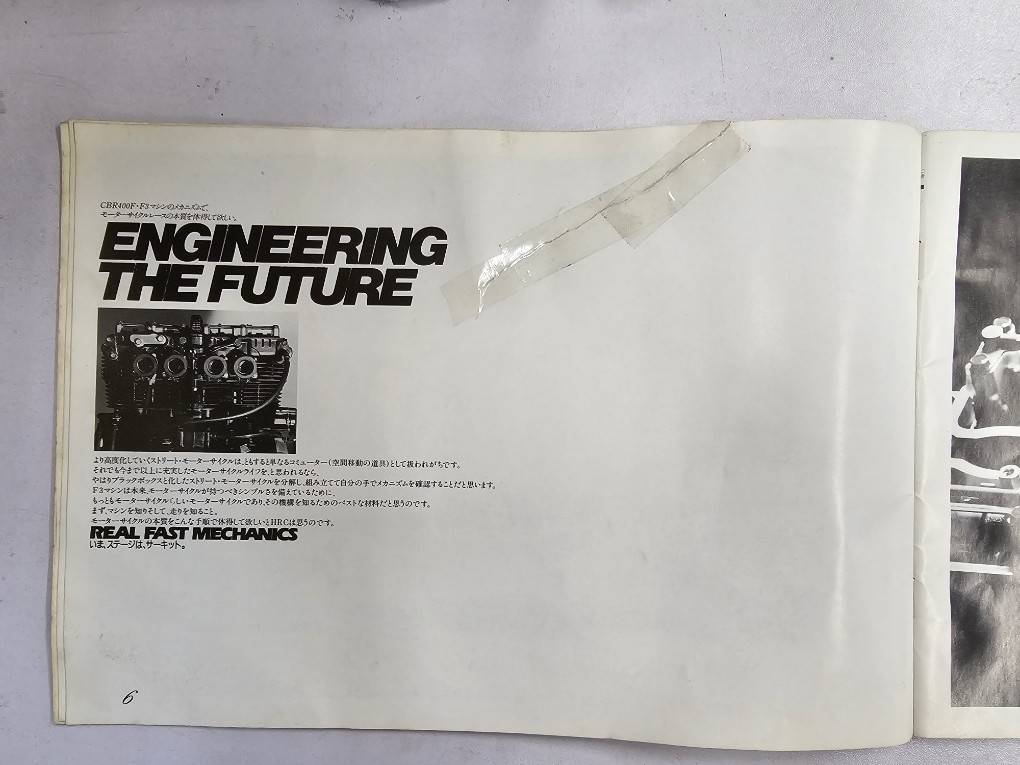 CBR400F・F3マシンのメカニズムで、
モーターサイクルレースの本質を体得して欲しい。
ENGINEERING
THE FUTURE
より高度化していくストリート・モーターサイクルは、ともすると単なるコミューター(空間移動の道具)として扱われがちです。
それでも今まで以上に充実したモーターサイクルライフを、と思われるなら、
やはりブラックボックスと化したストリート・モーターサイクルを分解し、組み立てて自分の手でメカニズムを確認することだと思います。
F3マシンは本来、モーターサイクルが持つべきシンプルさを備えているために、
もっともモーターサイクルらしいモーターサイクルであり、その機構を知るためのベストな材料だと思うのです。
まず、マシンを知りそして、走りを知ること。
モーターサイクルの本質をこんな手順で体得して欲しいとHRCは思うのです。
REAL FAST MECHANICS
いま、ステージは、サーキット。
6